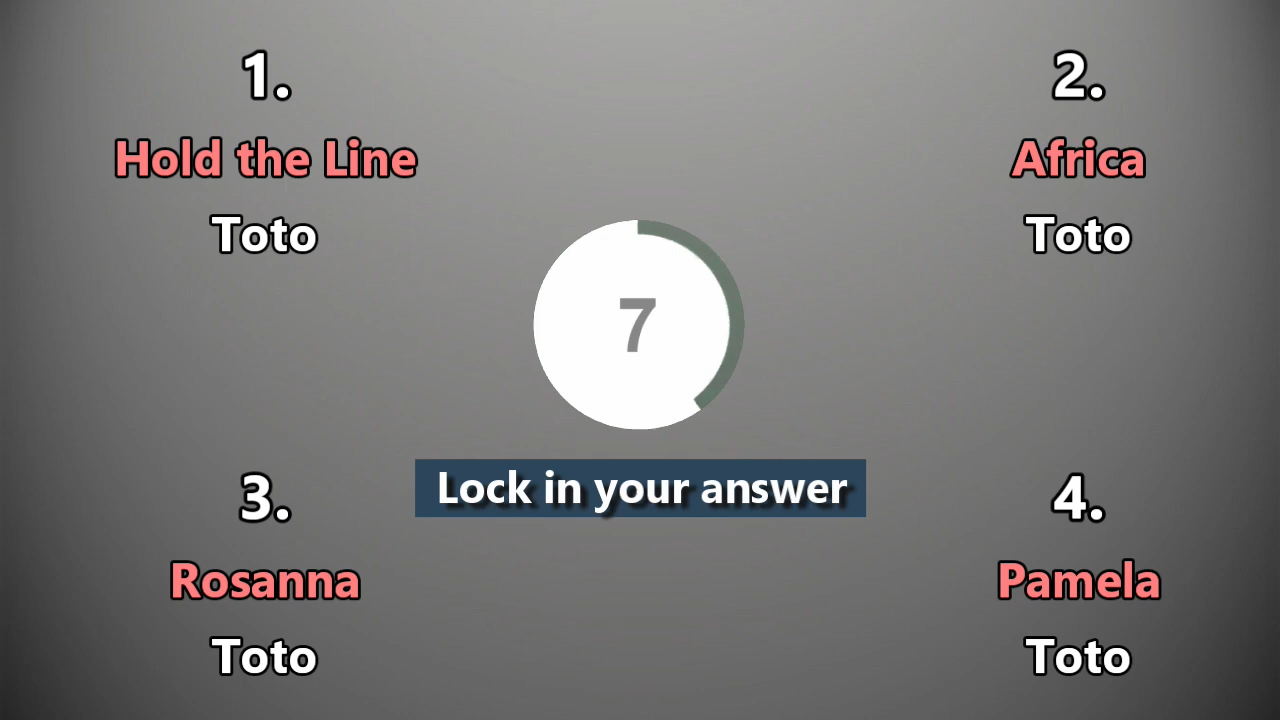 1.
Hold the Line
Toto
2.
Africa
Toto
7
Lock in your answer
3.
Rosanna
Toto
4.
Pamela
Toto